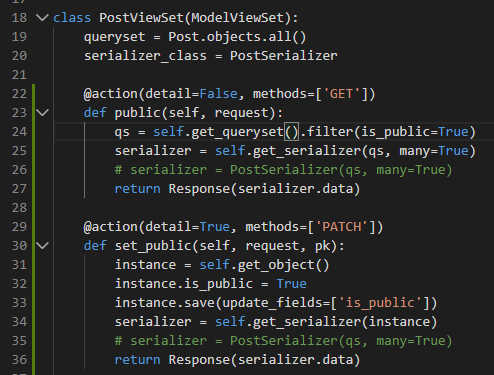 18 class PostViewSet(ModelViewSet):
19     queryset = Post.objects.all()
20     serializer_class = PostSerializer
21
22     @action(detail=False, methods=['GET'])
23     def public(self, request):
24         qs = self.get_queryset().filter(is_public=True)
25         serializer = self.get_serializer(qs, many=True)
26         # serializer = PostSerializer(qs, many=True)
27         return Response(serializer.data)
28
29     @action(detail=True, methods=['PATCH'])
30     def set_public(self, request, pk):
31         instance = self.get_object()
32         instance.is_public = True
33         instance.save(update_fields=['is_public'])
34         serializer = self.get_serializer(instance)
35         # serializer = PostSerializer(qs, many=True)
36         return Response(serializer.data)